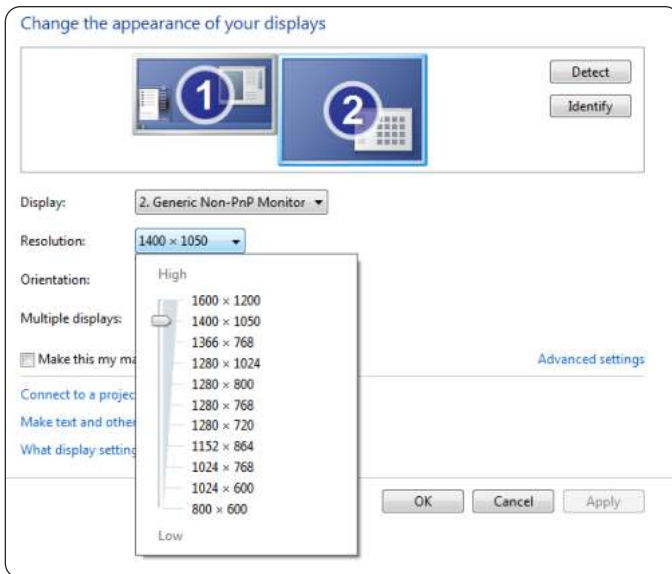 Change the appearance of your displays
1
2
Detect
Identify
Display: 2. Generic Non-PnP Monitor
Resolution: 1400 × 1050
Orientation:
High
1600 × 1200
1400 × 1050
1366 × 768
1280 × 1024
1280 × 800
1280 × 768
1280 × 720
1152 × 864
1024 × 768
1024 × 600
800 × 600
Low
Multiple displays:
Make this my ma
Advanced settings
Connect to a projec
Make text and other
What display setting
OK Cancel Apply